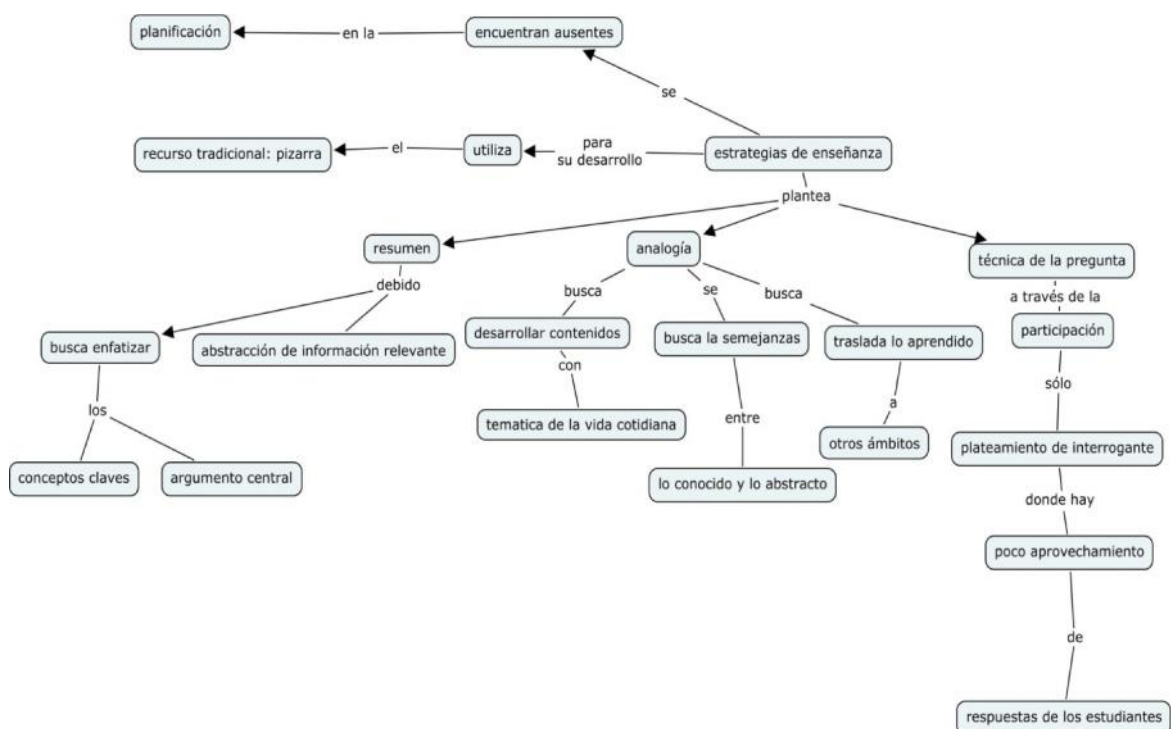 planificación
en la
encuentran ausentes
se
recurso tradicional: pizarra
el
utiliza
para
su desarrollo
estrategias de enseñanza
plantea
resumen
analogía
técnica de la pregunta
debido
busca
se
busca
a través de la
busca enfatizar
abstracción de información relevante
desarrollar contenidos
busca la semejanzas
traslada lo aprendido
participación
los
con
entre
a
sólo
conceptos claves
argumento central
tematica de la vida cotidiana
lo conocido y lo abstracto
otros ámbitos
plateamiento de interrogante
donde hay
poco aprovechamiento
de
respuestas de los estudiantes